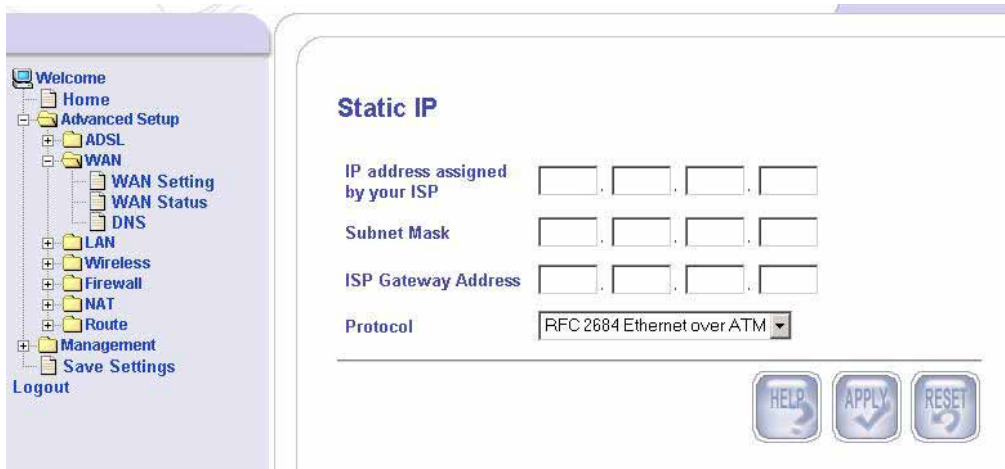 Welcome
Home
Advanced Setup
ADSL
WAN
WAN Setting
WAN Status
DNS
LAN
Wireless
Firewall
NAT
Route
Management
Save Settings
Logout
Static IP
IP address assigned
by your ISP
. . .
Subnet Mask
. . .
ISP Gateway Address
. . .
Protocol
RFC 2684 Ethernet over ATM
HELP
APPLY
RESET